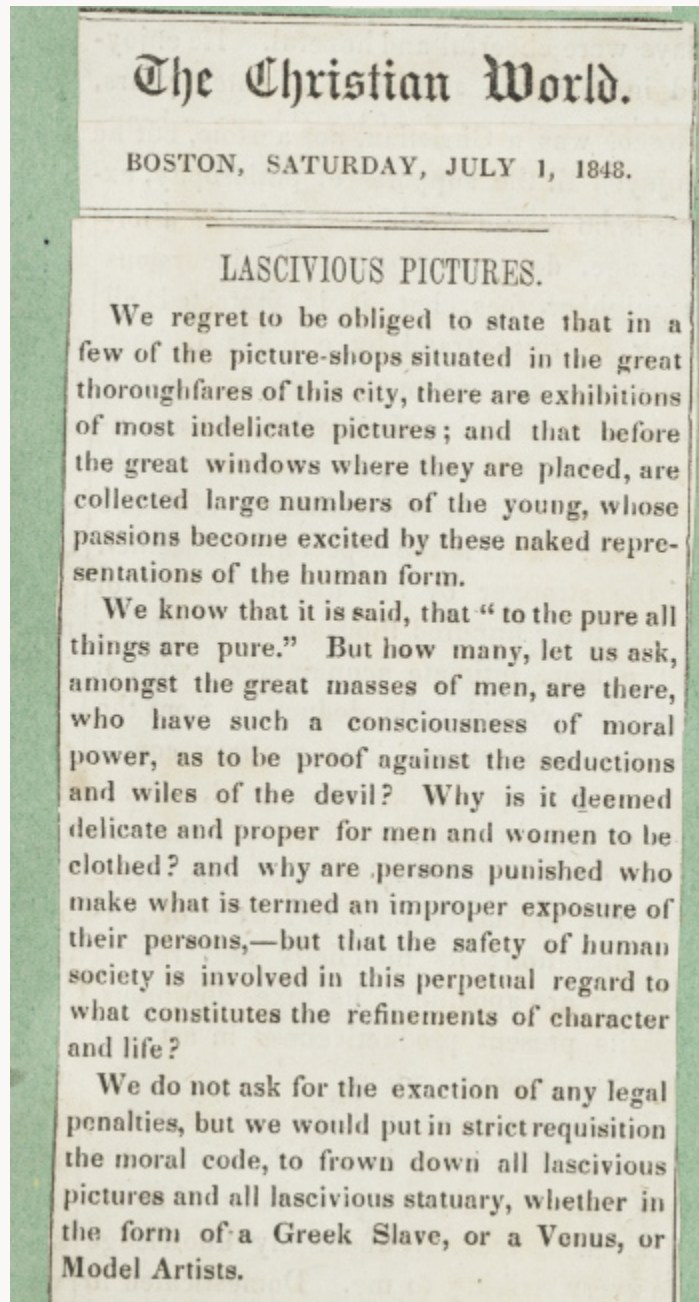 The Christian World.
BOSTON, SATURDAY, JULY 1, 1848.
LASCIVIOUS PICTURES.
We regret to be obliged to state that in a
few of the picture-shops situated in the great
thoroughfares of this city, there are exhibitions
of most indelicate pictures; and that before
the great windows where they are placed, are
collected large numbers of the young, whose
passions become excited by these naked repre-
sentations of the human form.
We know that it is said, that “ to the pure all
things are pure.” But how many, let us ask,
amongst the great masses of men, are there,
who have such a consciousness of moral
power, as to be proof against the seductions
and wiles of the devil? Why is it deemed
delicate and proper for men and women to be
clothed? and why are persons punished who
make what is termed an improper exposure of
their persons,—but that the safety of human
society is involved in this perpetual regard to
what constitutes the refinements of character
and life?
We do not ask for the exaction of any legal
penalties, but we would put in strict requisition
the moral code, to frown down all lascivious
pictures and all lascivious statuary, whether in
the form of a Greek Slave, or a Venus, or
Model Artists.